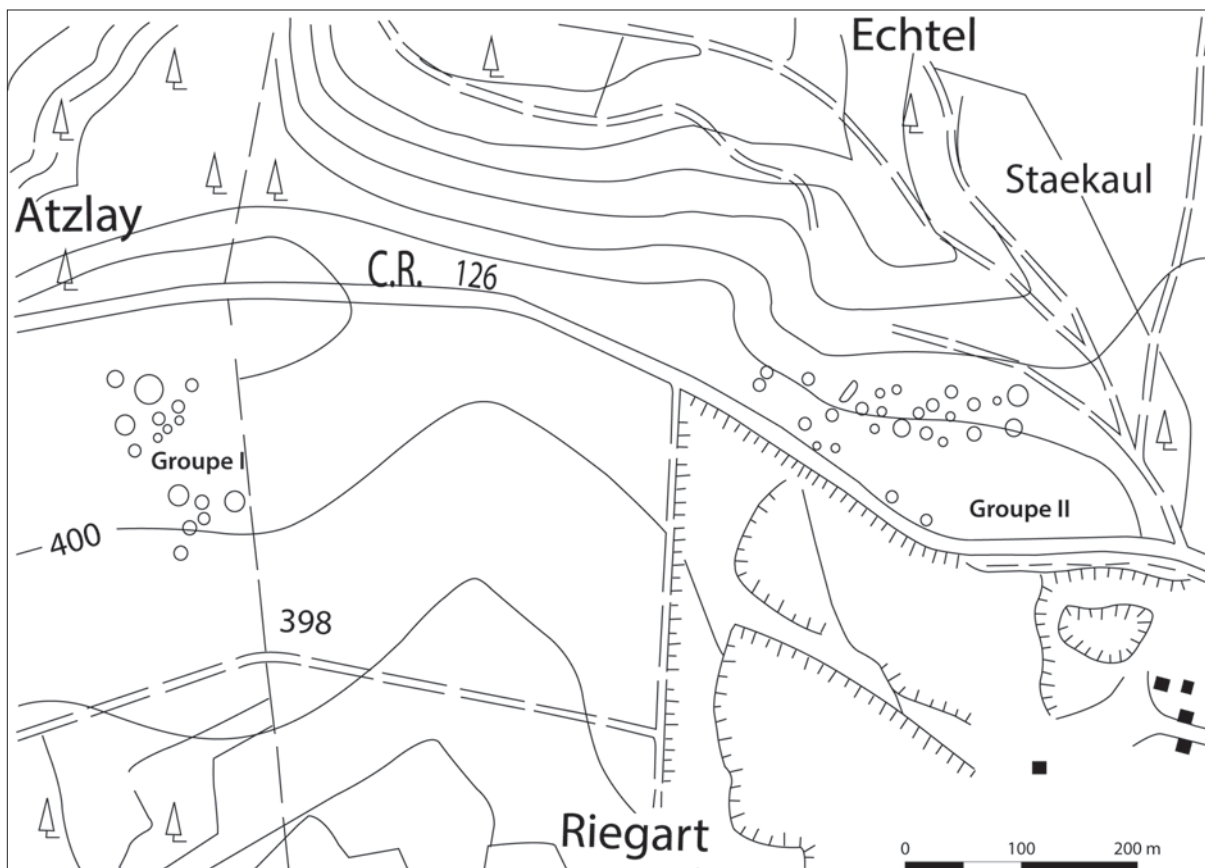 Echtel
Staekaul
Atzlay
C.R. 126
Groupe I
Groupe II
400
398
Riegart
0 100 200 m